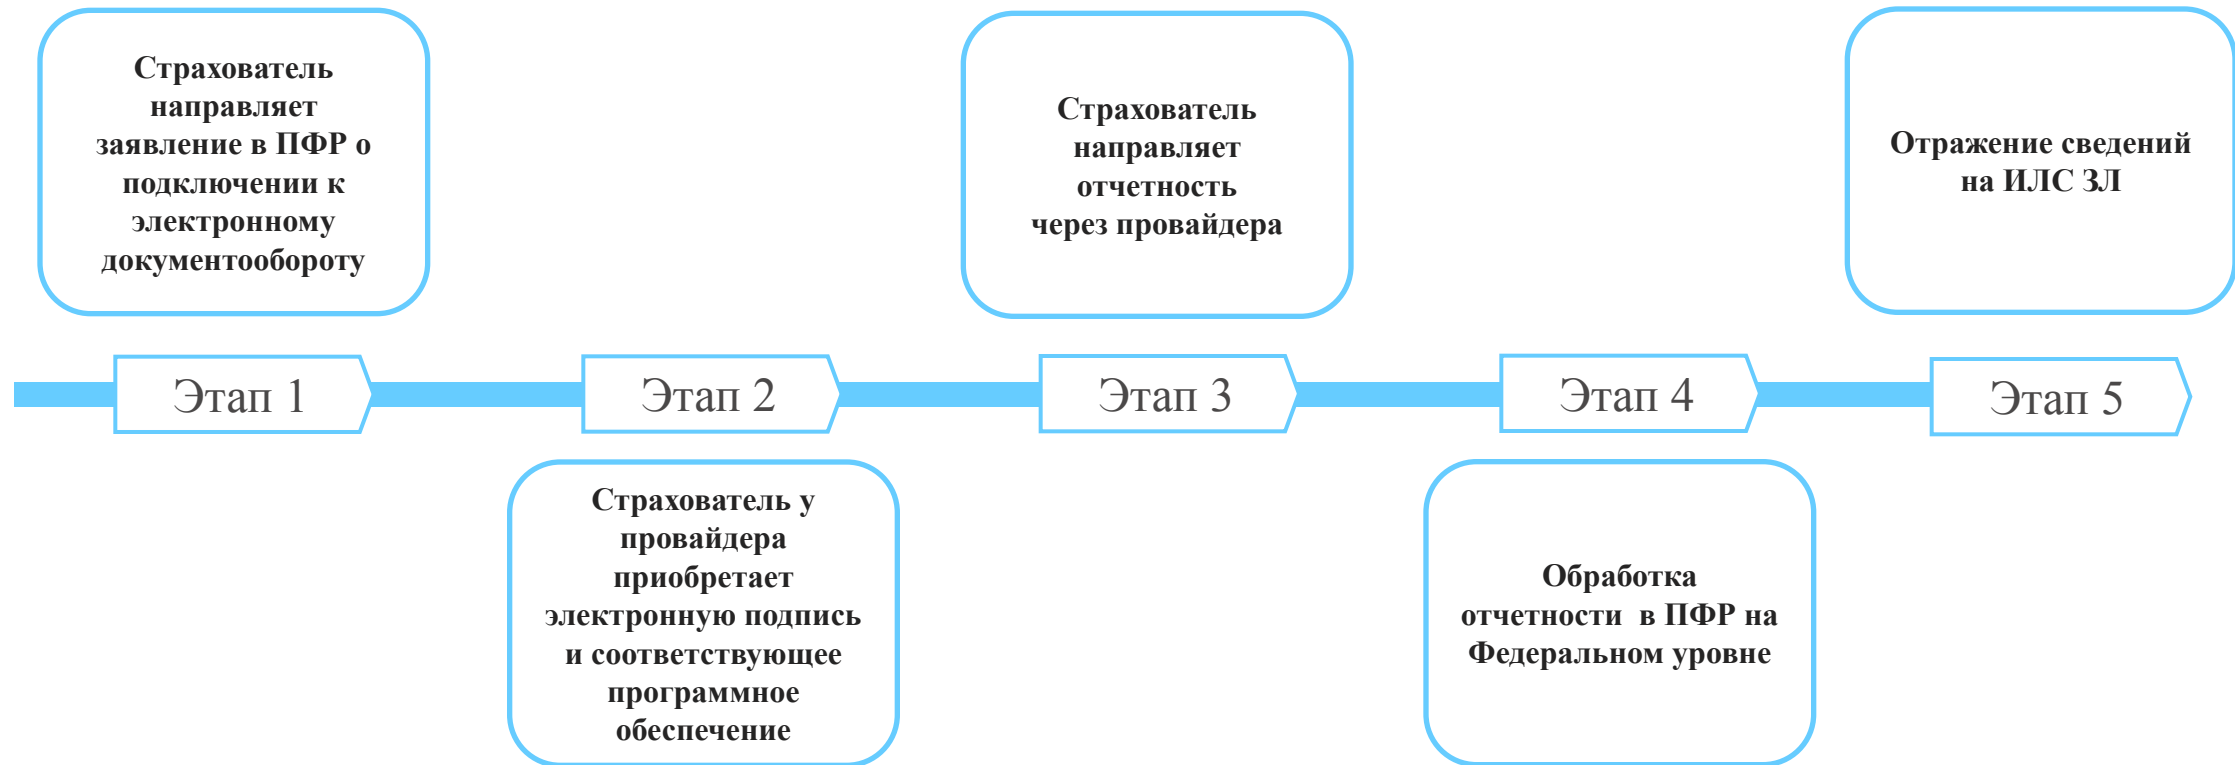 Страхователь
направляет
заявление в ПФР о
подключении к
электронному
документообороту
Страхователь
направляет
отчетность
через провайдера
Отражение сведений
на ИЛС ЗЛ
Этап 1
Этап 2
Этап 3
Этап 4
Этап 5
Страхователь у
провайдера
приобретает
электронную подпись
и соответствующее
программное
обеспечение
Обработка
отчетности в ПФР на
Федеральном уровне